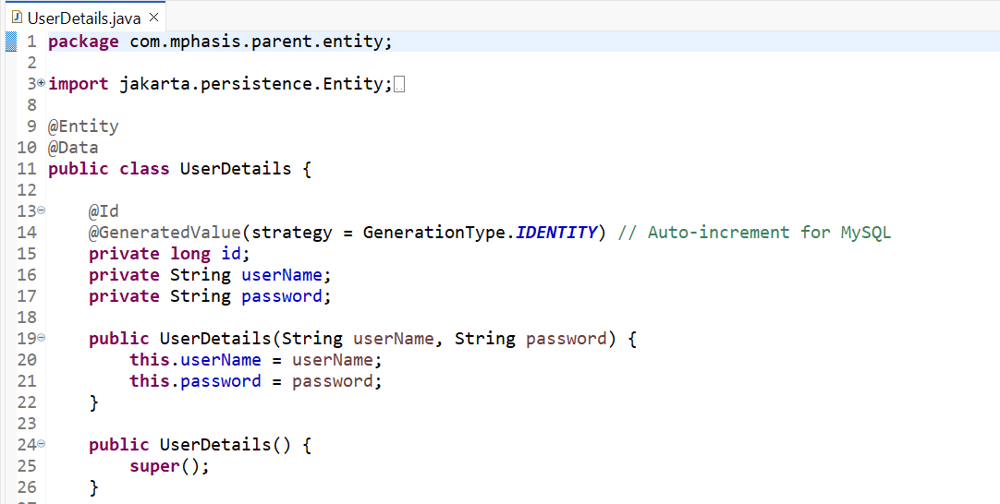 UserDetails.java
1 package com.mphasis.parent.entity;
2
3 import jakarta.persistence.Entity;
8
9 @Entity
10 @Data
11 public class UserDetails {
12
13 @Id
14 @GeneratedValue(strategy = GenerationType.IDENTITY) // Auto-increment for MySQL
15 private long id;
16 private String userName;
17 private String password;
18
19 public UserDetails(String userName, String password) {
20 this.userName = userName;
21 this.password = password;
22 }
23
24 public UserDetails() {
25 super();
26 }